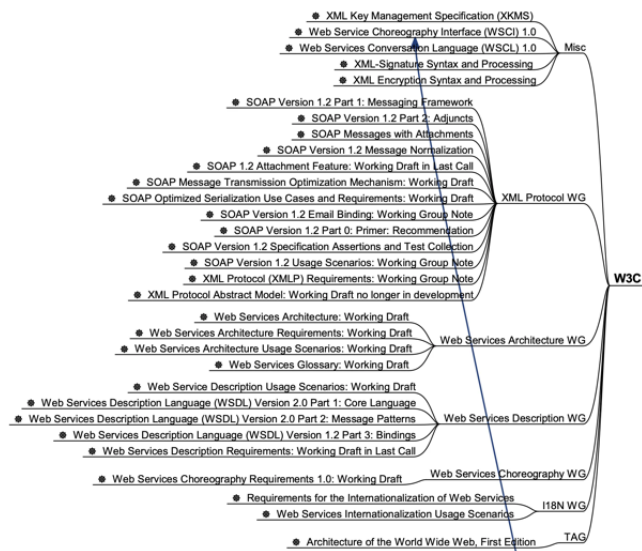 XML Key Management Specification (XKMS)
Web Service Choreography Interface (WSCI) 1.0
Web Services Conversation Language (WSCL) 1.0
XML-Signature Syntax and Processing
XML Encryption Syntax and Processing
Misc
SOAP Version 1.2 Part 1: Messaging Framework
SOAP Version 1.2 Part 2: Adjuncts
SOAP Messages with Attachments
SOAP Version 1.2 Message Normalization
SOAP 1.2 Attachment Feature: Working Draft in Last Call
SOAP Message Transmission Optimization Mechanism: Working Draft
SOAP Optimized Serialization Use Cases and Requirements: Working Draft
SOAP Version 1.2 Email Binding: Working Group Note
SOAP Version 1.2 Part 0: Primer: Recommendation
SOAP Version 1.2 Specification Assertions and Test Collection
SOAP Version 1.2 Usage Scenarios: Working Group Note
XML Protocol (XMLP) Requirements: Working Group Note
XML Protocol Abstract Model: Working Draft no longer in development
XML Protocol WG
W3C
Web Services Architecture: Working Draft
Web Services Architecture Requirements: Working Draft
Web Services Architecture Usage Scenarios: Working Draft
Web Services Glossary: Working Draft
Web Services Architecture WG
Web Service Description Usage Scenarios: Working Draft
Web Services Description Language (WSDL) Version 2.0 Part 1: Core Language
Web Services Description Language (WSDL) Version 2.0 Part 2: Message Patterns
Web Services Description Language (WSDL) Version 1.2 Part 3: Bindings
Web Services Description Requirements: Working Draft in Last Call
Web Services Description WG
Web Services Choreography Requirements 1.0: Working Draft
Web Services Choreography WG
Requirements for the Internationalization of Web Services
Web Services Internationalization Usage Scenarios
I18N WG
Architecture of the World Wide Web, First Edition
TAG